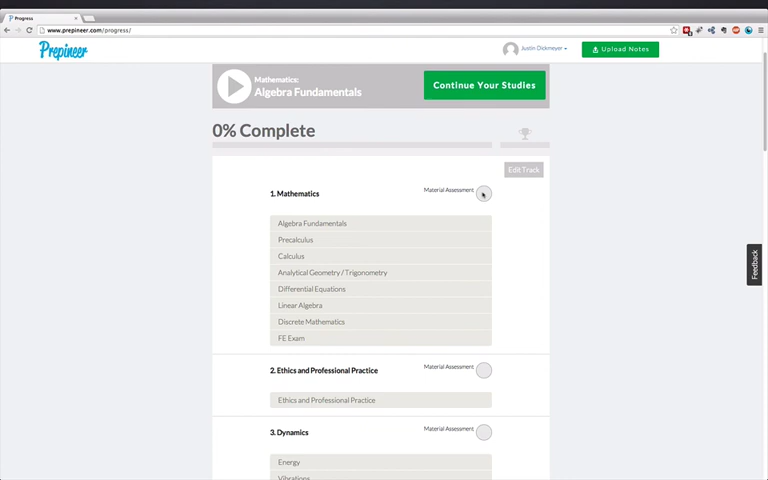 Progress
www.prepineer.com/progress/
Prepineer
Justin Dickmeyer
Upload Notes
Mathematics:
Algebra Fundamentals
Continue Your Studies
0% Complete
Edit Track
1. Mathematics
Material Assessment
Algebra Fundamentals
Precalculus
Calculus
Analytical Geometry / Trigonometry
Differential Equations
Linear Algebra
Discrete Mathematics
FE Exam
2. Ethics and Professional Practice
Material Assessment
Ethics and Professional Practice
3. Dynamics
Material Assessment
Energy
Vibrations
Feedback